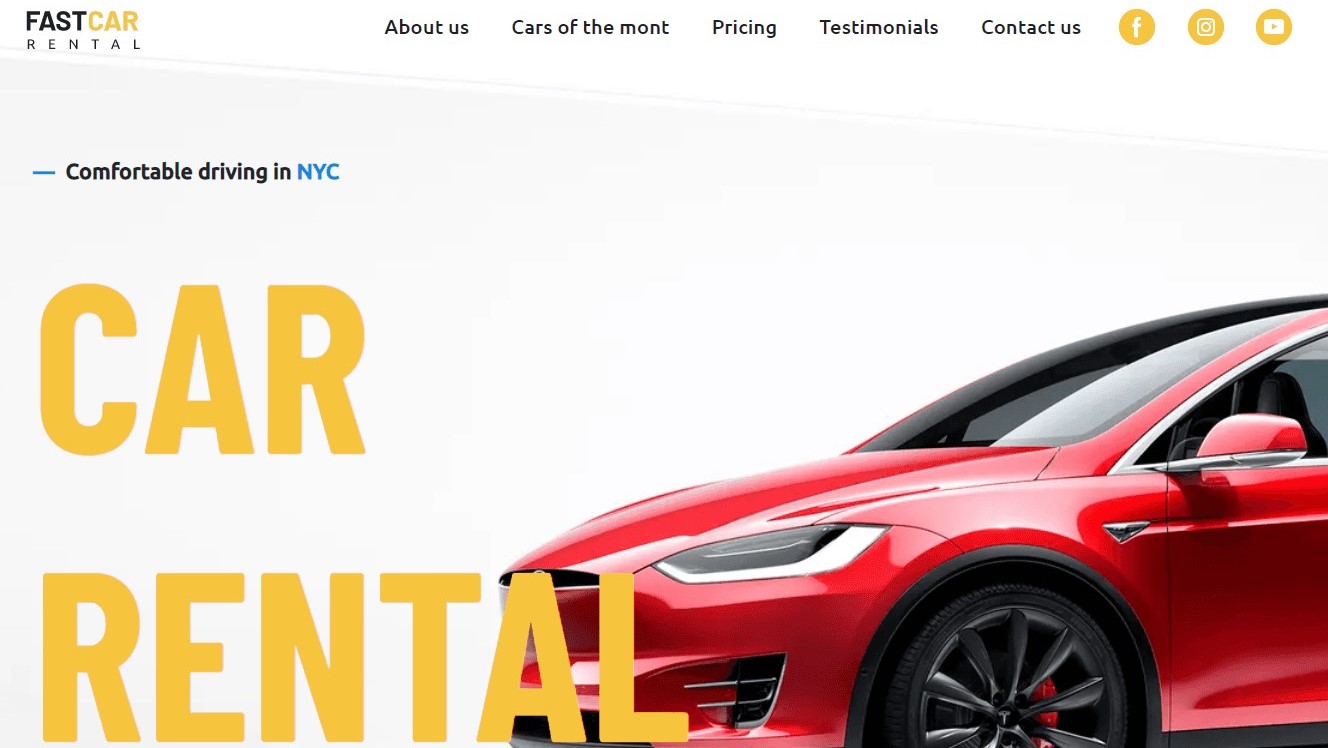 FASTCAR
RENTAL
About us
Cars of the mont
Pricing
Testimonials
Contact us
— Comfortable driving in NYC
CAR
RENTAL